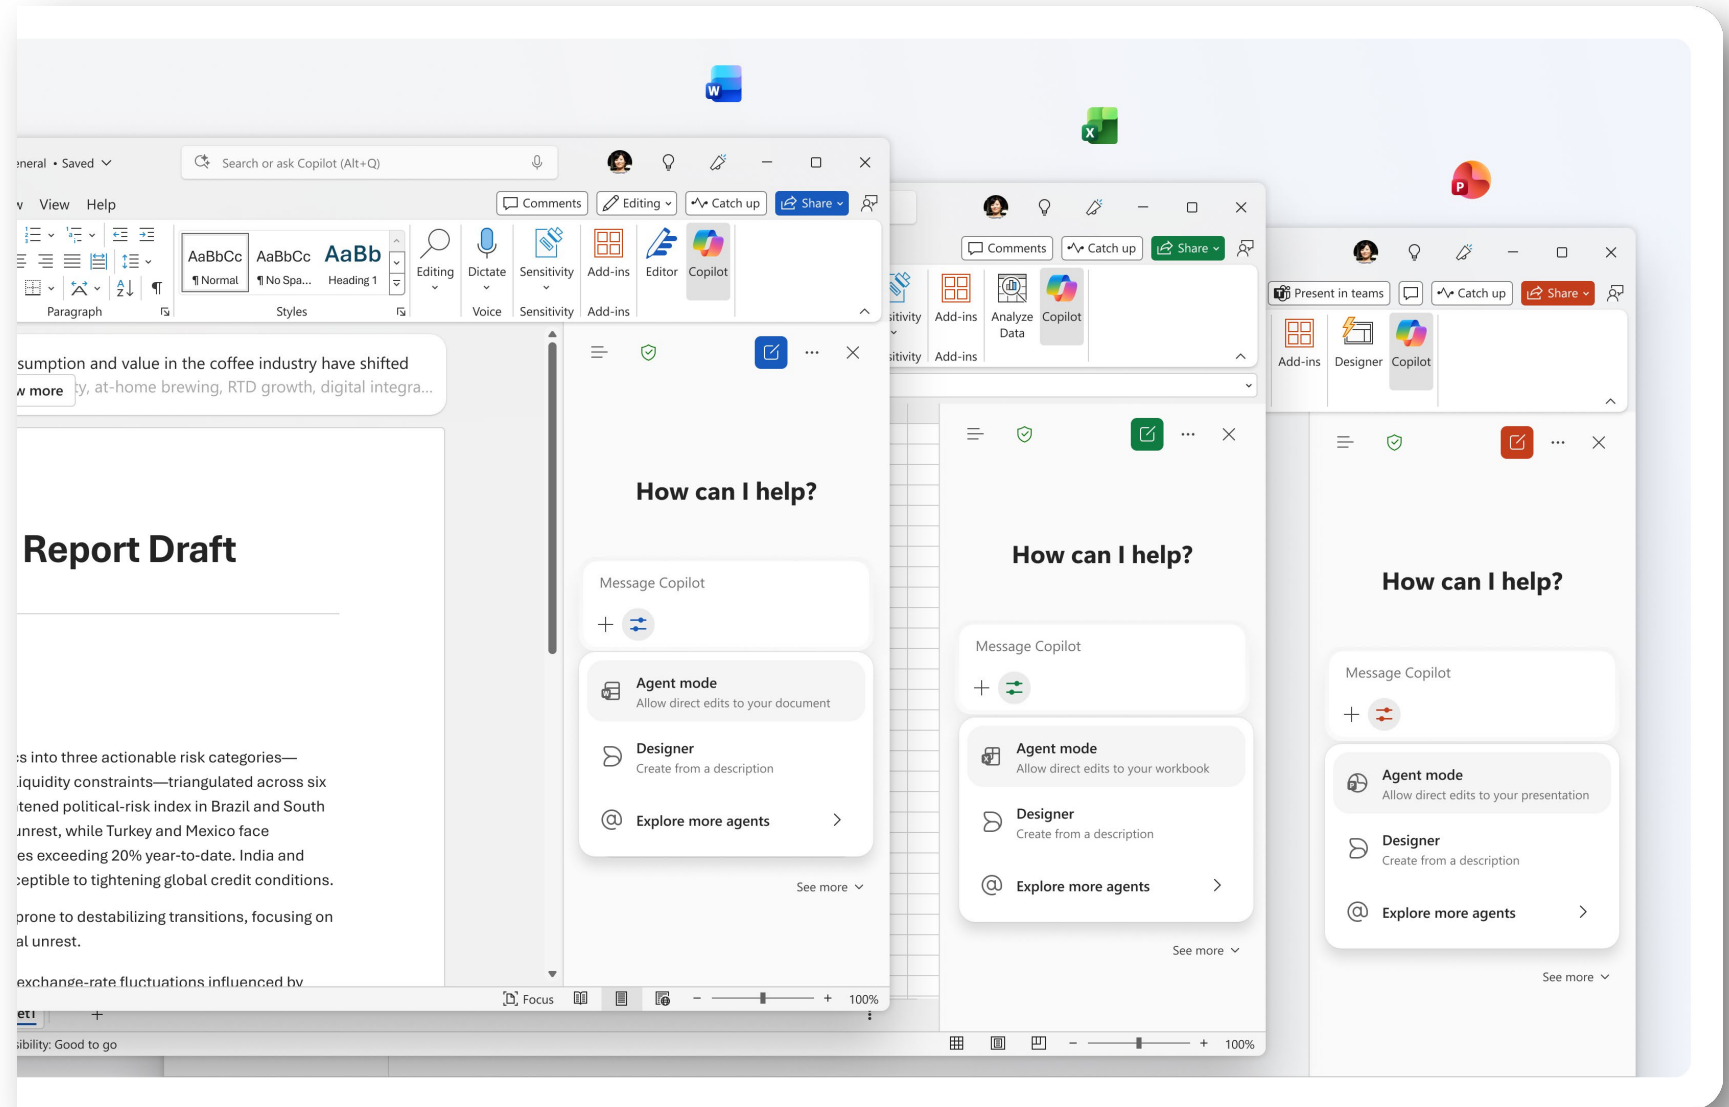 W
X
P
eneral • Saved
Search or ask Copilot (Alt+Q)
View Help
Comments
Editing
Catch up
Share
AaBbCc
¶ Normal
AaBbCc
¶ No Spa...
AaBb
Heading 1
Editing
Dictate
Sensitivity
Add-ins
Editor
Copilot
Paragraph
Styles
Voice
Sensitivity
Add-ins
sumption and value in the coffee industry have shifted
w more
y, at-home brewing, RTD growth, digital integra...
Report Draft
s into three actionable risk categories—
iquidity constraints—triangulated across six
tened political-risk index in Brazil and South
unrest, while Turkey and Mexico face
es exceeding 20% year-to-date. India and
ceptible to tightening global credit conditions.
prone to destabilizing transitions, focusing on
al unrest.
exchange-rate fluctuations influenced by
How can I help?
Message Copilot
Agent mode
Allow direct edits to your document
Designer
Create from a description
Explore more agents
See more
Focus
100%
et1
ibility: Good to go
Comments
Catch up
Share
sitivity
Add-ins
Analyze
Data
Copilot
sitivity
Add-ins
How can I help?
Message Copilot
Agent mode
Allow direct edits to your workbook
Designer
Create from a description
Explore more agents
See more
100%
Present in teams
Catch up
Share
Add-ins
Designer
Copilot
How can I help?
Message Copilot
Agent mode
Allow direct edits to your presentation
Designer
Create from a description
Explore more agents
See more